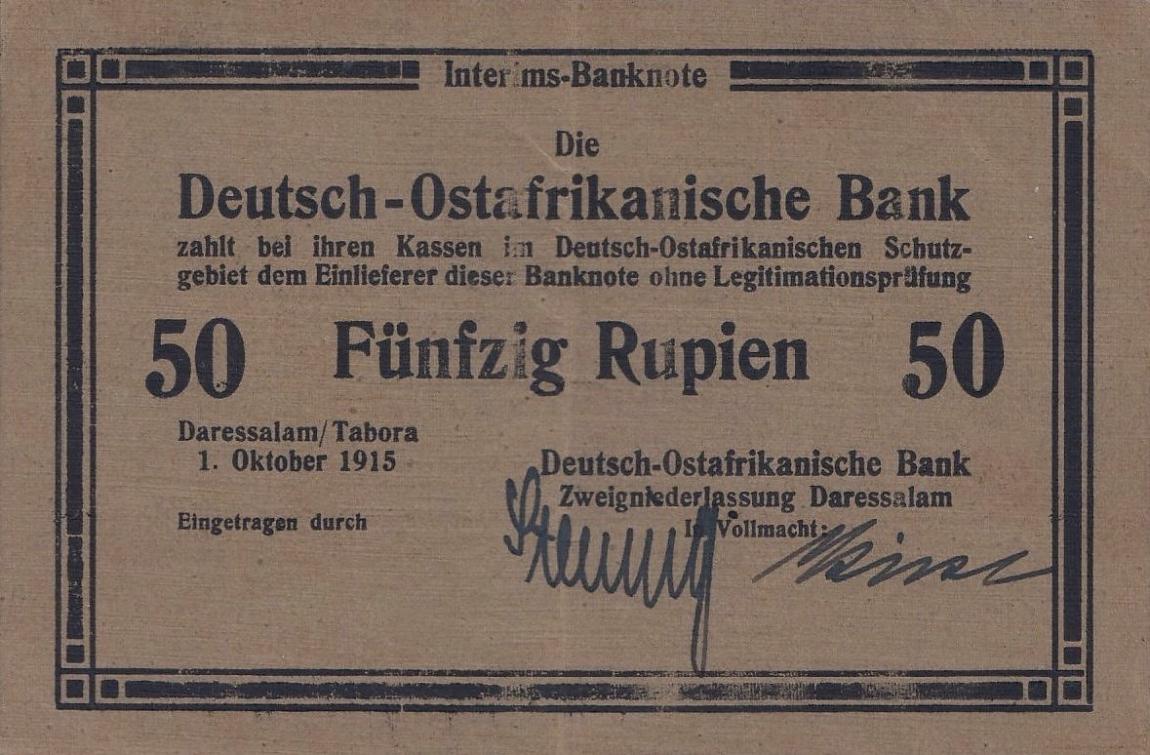 Interims-Banknote
Die
Deutsch-Ostafrikanische Bank
zahlt bei ihren Kassen im Deutsch-Ostafrikanischen Schutz-
gebiet dem Einlieferer dieser Banknote ohne Legitimationsprüfung
50 Fünfzig Rupien 50
Daressalam/Tabora
1. Oktober 1915
Deutsch-Ostafrikanische Bank
Zweigniederlassung Daressalam
Eingetragen durch
In Vollmacht: